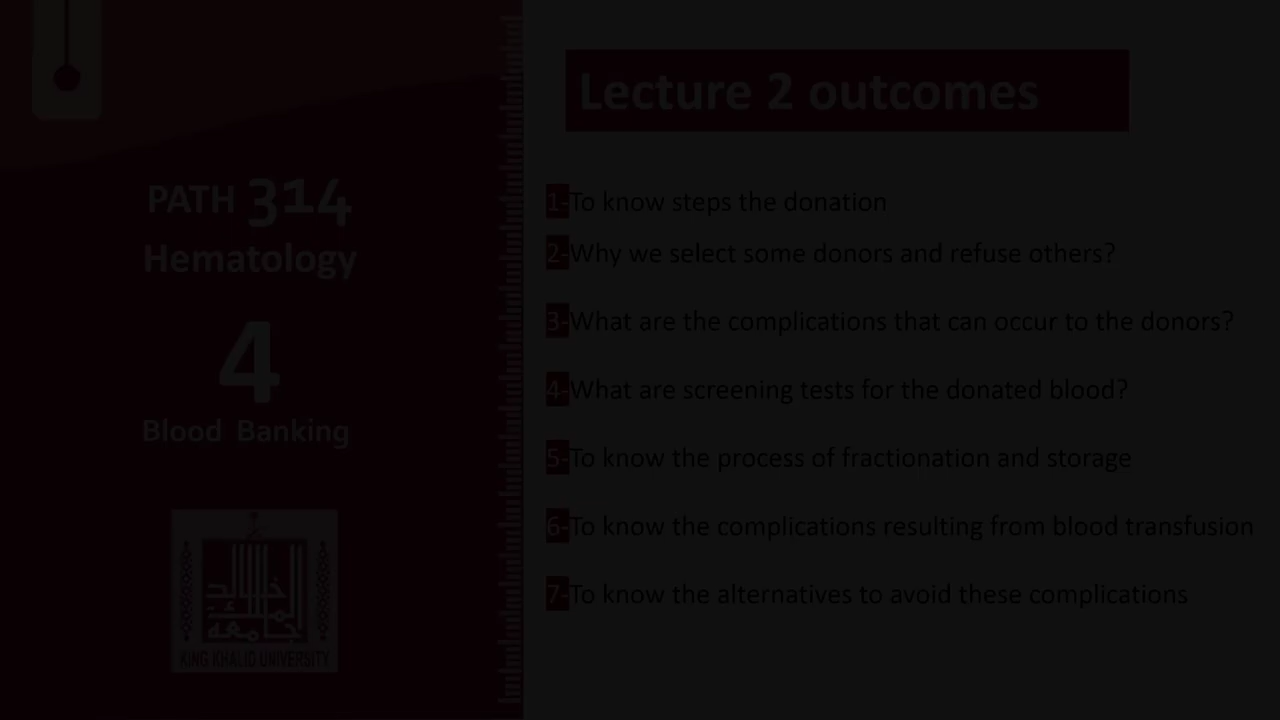 PATH 314
Hematology
4
Blood Banking
جامعة
الملك
خالد
KING KHALID UNIVERSITY
Lecture 2 outcomes
1-To know steps the donation
2-Why we select some donors and refuse others?
3-What are the complications that can occur to the donors?
4-What are screening tests for the donated blood?
5-To know the process of fractionation and storage
6-To know the complications resulting from blood transfusion
7-To know the alternatives to avoid these complications